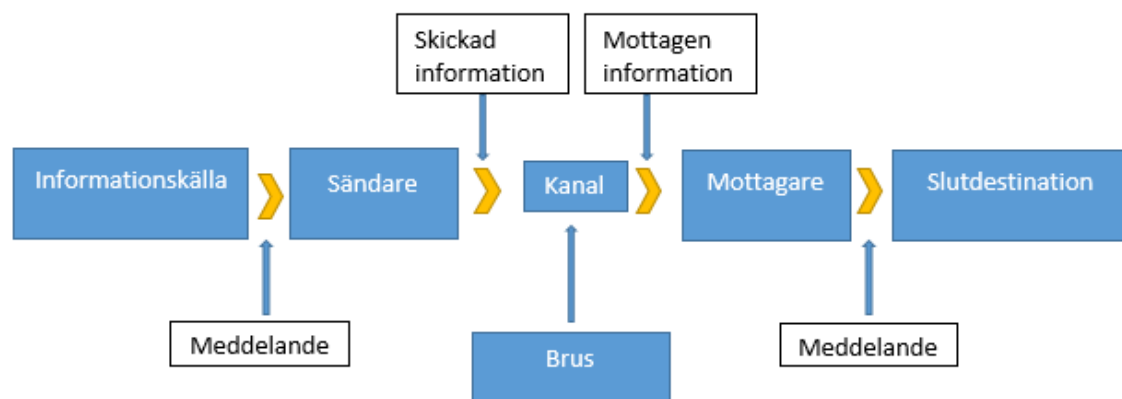 Skickad
information
Mottagen
information
Informationskälla
Sändare
Kanal
Mottagare
Slutdestination
Meddelande
Brus
Meddelande